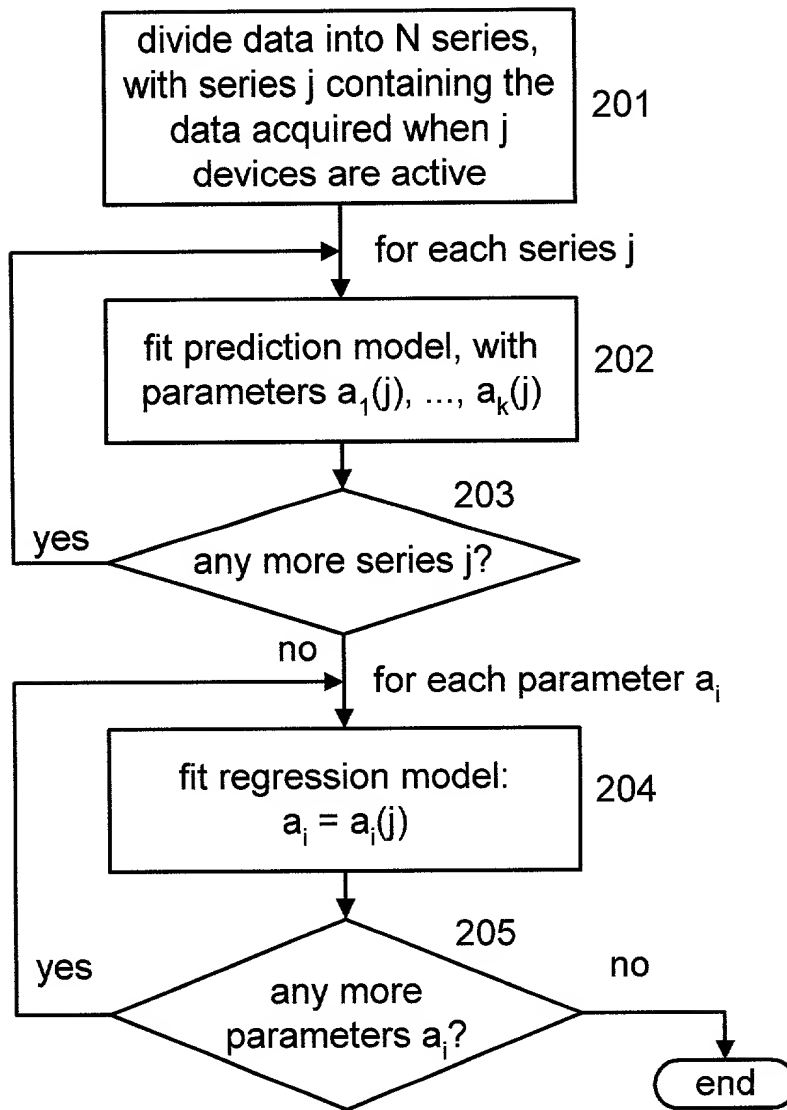 divide data into N series,
with series j containing the
data acquired when j
devices are active
201
for each series j
fit prediction model, with
parameters a₁(j), ..., aₖ(j)
202
203
yes
any more series j?
no
for each parameter aᵢ
fit regression model:
aᵢ = aᵢ(j)
204
205
yes
no
any more
parameters aᵢ?
end